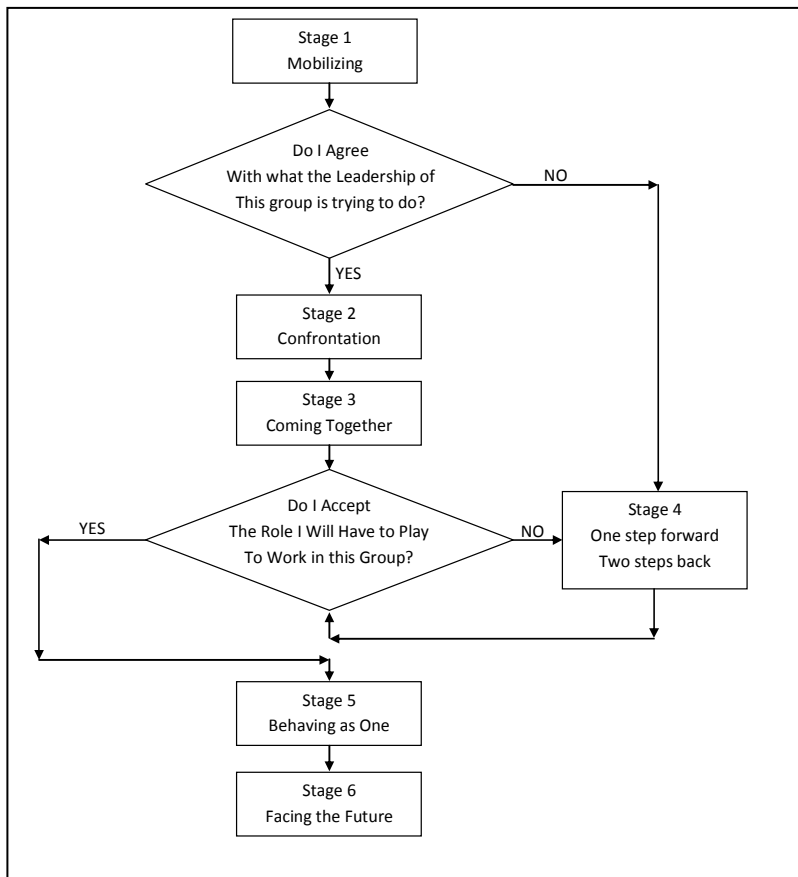 Stage 1
Mobilizing
Do I Agree
With what the Leadership of
This group is trying to do?
NO
YES
Stage 2
Confrontation
Stage 3
Coming Together
Do I Accept
The Role I Will Have to Play
To Work in this Group?
YES
NO
Stage 4
One step forward
Two steps back
Stage 5
Behaving as One
Stage 6
Facing the Future